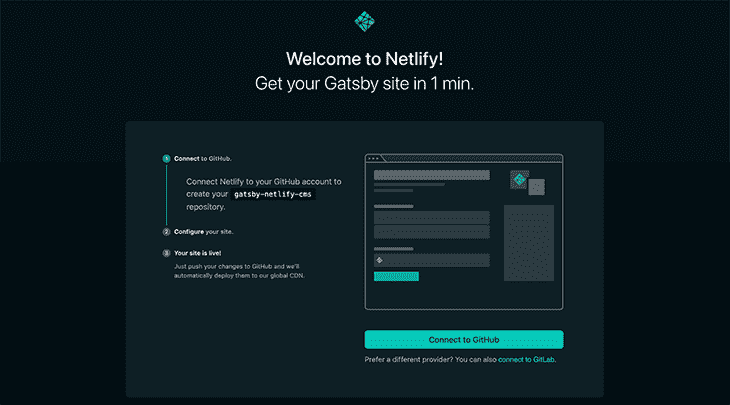 Welcome to Netlify!
Get your Gatsby site in 1 min.
1 Connect to GitHub.
Connect Netlify to your GitHub account to
create your gatsby-netlify-cms
repository.
2 Configure your site.
3 Your site is live!
Just push your changes to GitHub and we'll
automatically deploy them to our global CDN.
Connect to GitHub
Prefer a different provider? You can also connect to GitLab.